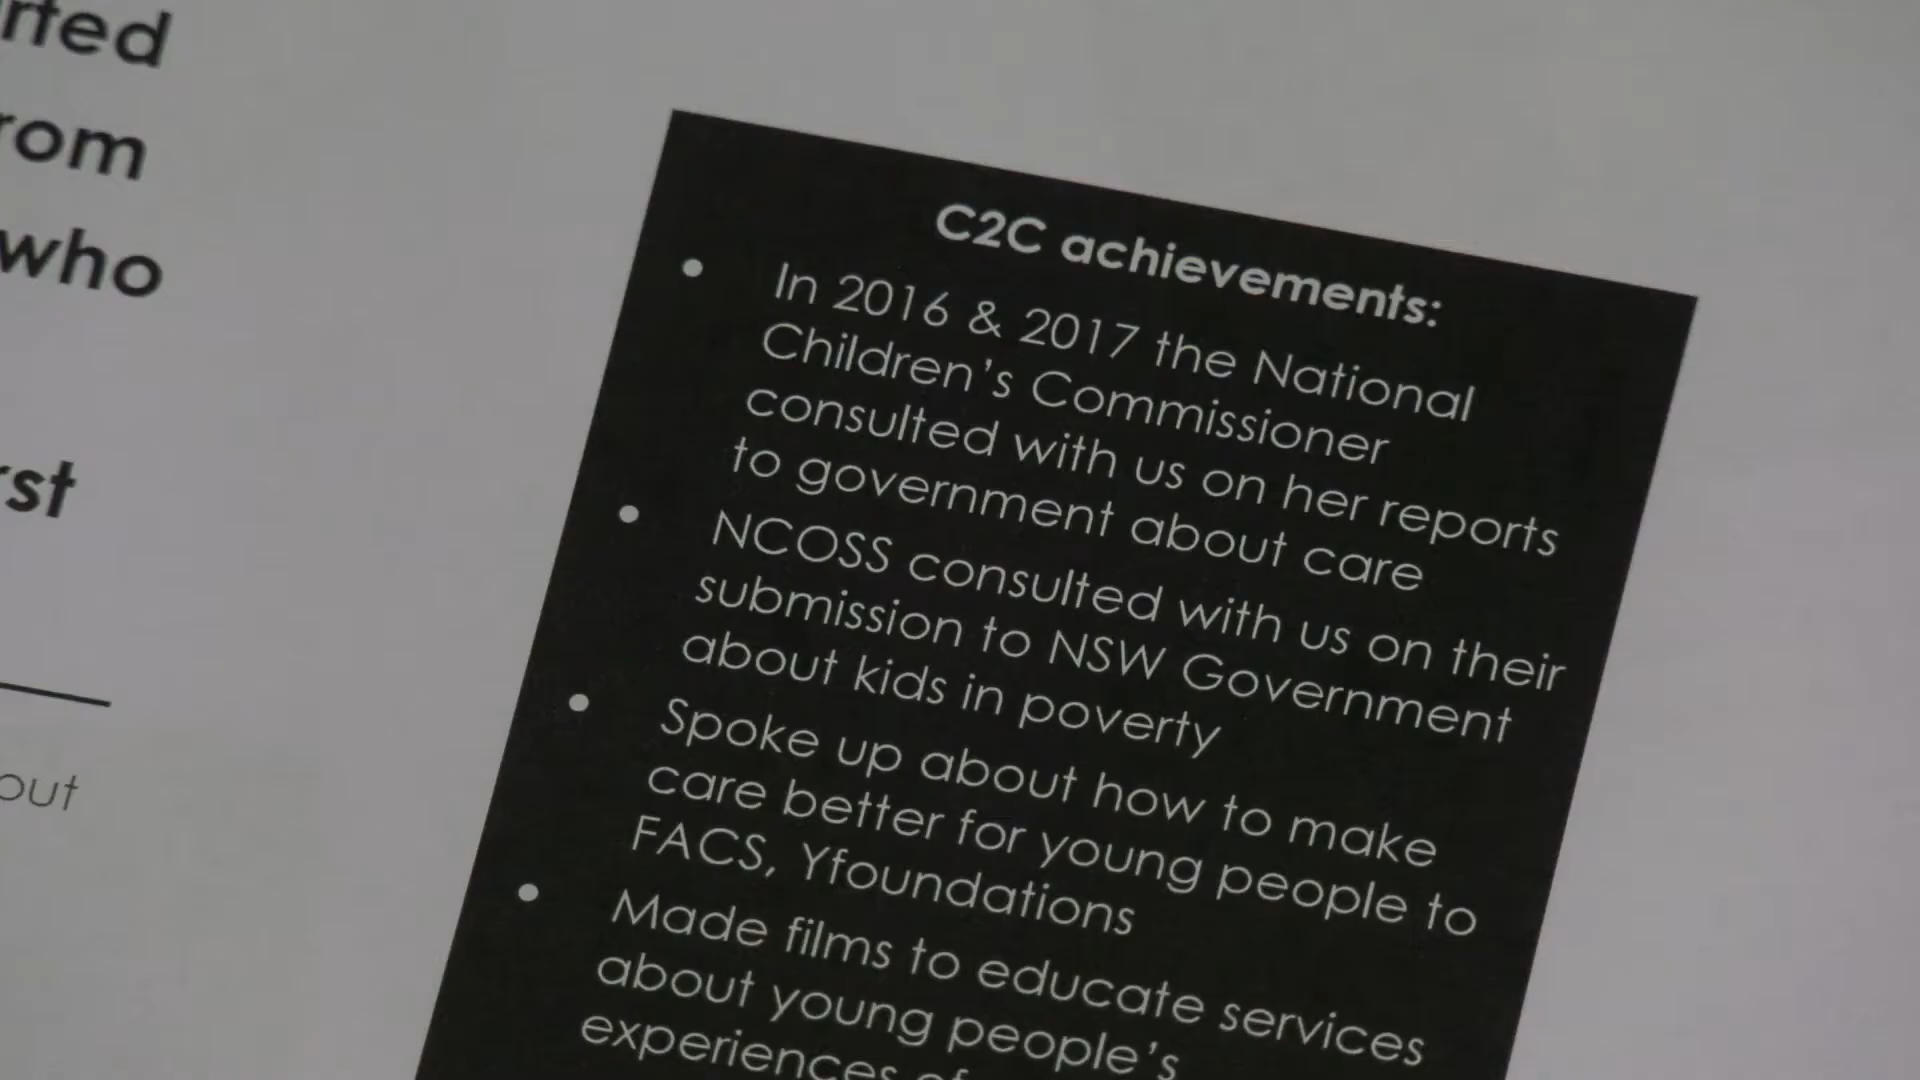 who
out
C2C achievements:
In 2016 & 2017 the National
Children's Commissioner
consulted with us on her reports
to government about care
NCOSS consulted with us on their
submission to NSW Government
about kids in poverty
Spoke up about how to make
care better for young people to
FACS, Yfoundations
Made films to educate services
about young people's
experiences of